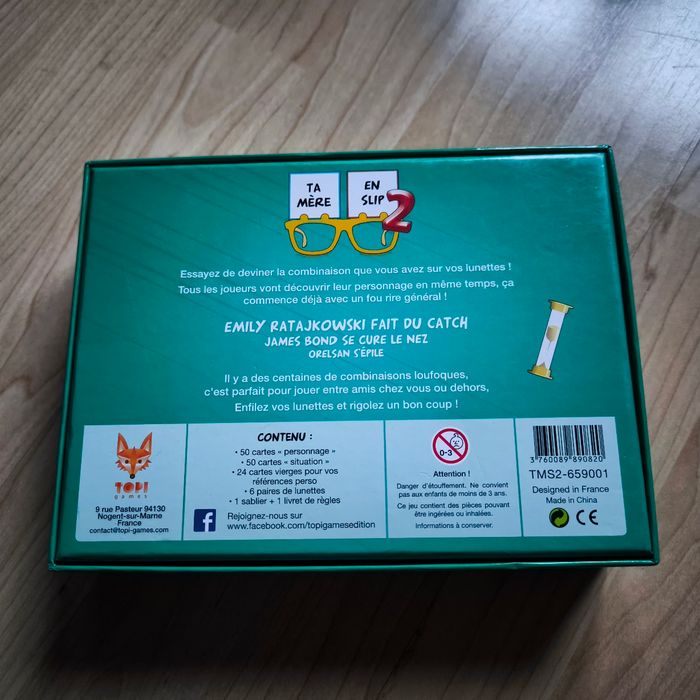 TA MÈRE
EN SLIP
2
Essayez de deviner la combinaison que vous avez sur vos lunettes !
Tous les joueurs vont découvrir leur personnage en même temps, ça
commence déjà avec un fou rire général !
EMILY RATAJKOWSKI FAIT DU CATCH
JAMES BOND SE CURE LE NEZ
ORELSAN S'ÉPILE
Il y a des centaines de combinaisons loufoques,
c'est parfait pour jouer entre amis chez vous ou dehors,
Enfilez vos lunettes et rigolez un bon coup !
TOPI
games
9 rue Pasteur 94130
Nogent-sur-Marne
France
contact@topi-games.com
CONTENU :
• 50 cartes « personnage »
• 50 cartes « situation »
• 24 cartes vierges pour vos
références perso
• 6 paires de lunettes
• 1 sablier + 1 livret de règles
f
Rejoignez-nous sur
www.facebook.com/topigamesedition
0-3
Attention !
Danger d'étouffement. Ne convient
pas aux enfants de moins de 3 ans.
Ce jeu contient des pièces pouvant
être ingérées ou inhalées.
Informations à conserver.
3 760089 890820
TMS2-659001
Designed in France
Made in China
CE